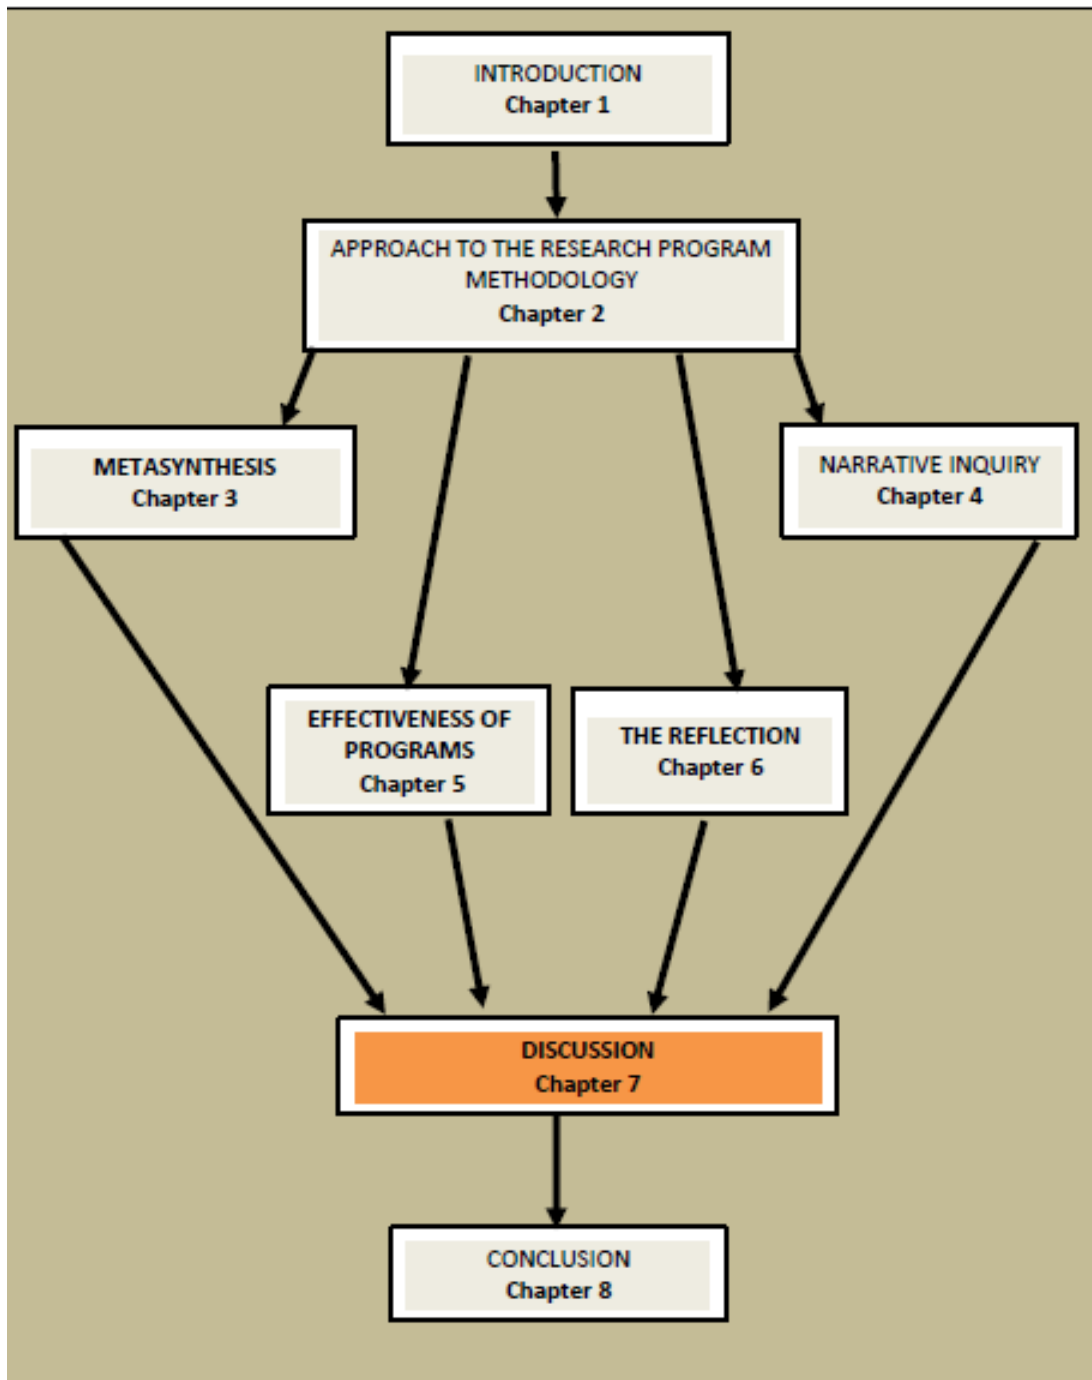 INTRODUCTION
Chapter 1
APPROACH TO THE RESEARCH PROGRAM
METHODOLOGY
Chapter 2
METASYNTHESIS
Chapter 3
NARRATIVE INQUIRY
Chapter 4
EFFECTIVENESS OF
PROGRAMS
Chapter 5
THE REFLECTION
Chapter 6
DISCUSSION
Chapter 7
CONCLUSION
Chapter 8